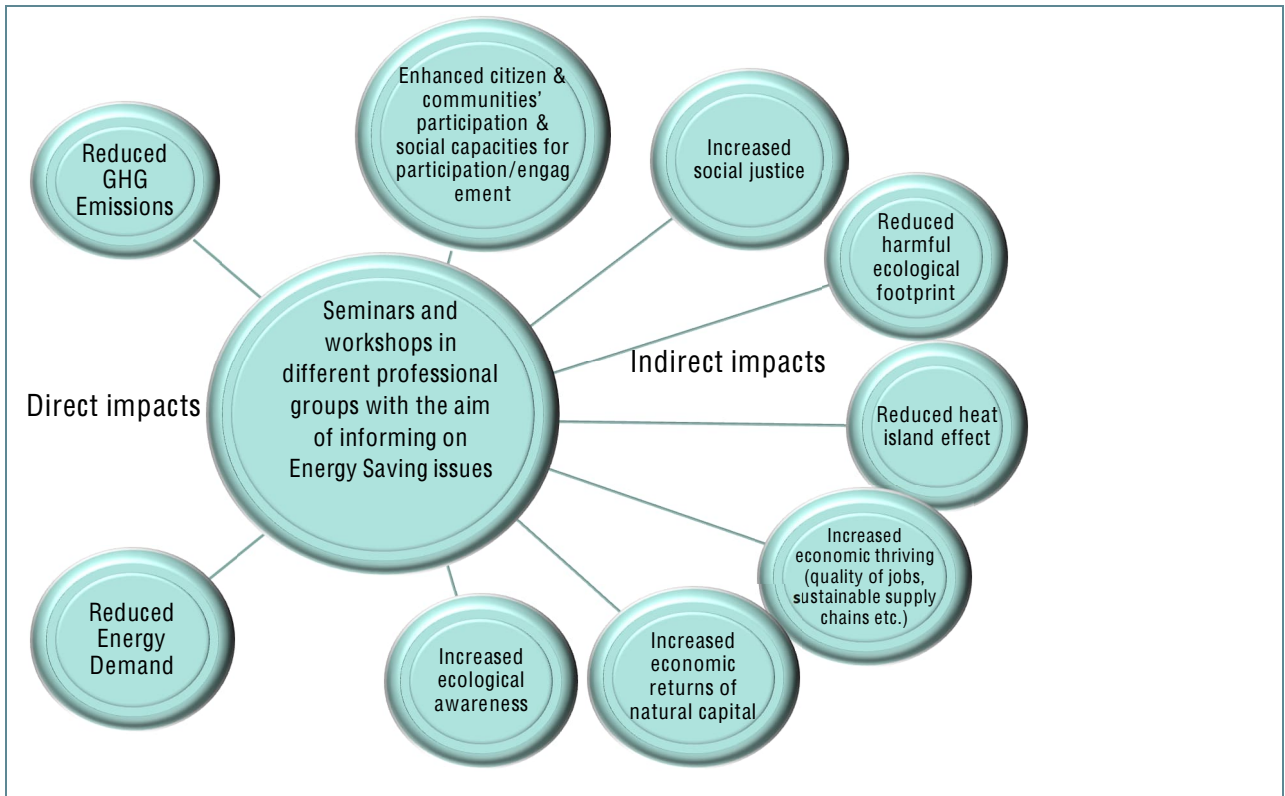 Reduced
GHG
Emissions
Enhanced citizen &
communities’
participation &
social capacities for
participation/engag
ement
Increased
social justice
Reduced
harmful
ecological
footprint
Seminars and
workshops in
different professional
groups with the aim
of informing on
Energy Saving issues
Direct impacts
Indirect impacts
Reduced heat
island effect
Increased
economic thriving
(quality of jobs,
sustainable supply
chains etc.)
Reduced
Energy
Demand
Increased
ecological
awareness
Increased
economic
returns of
natural capital